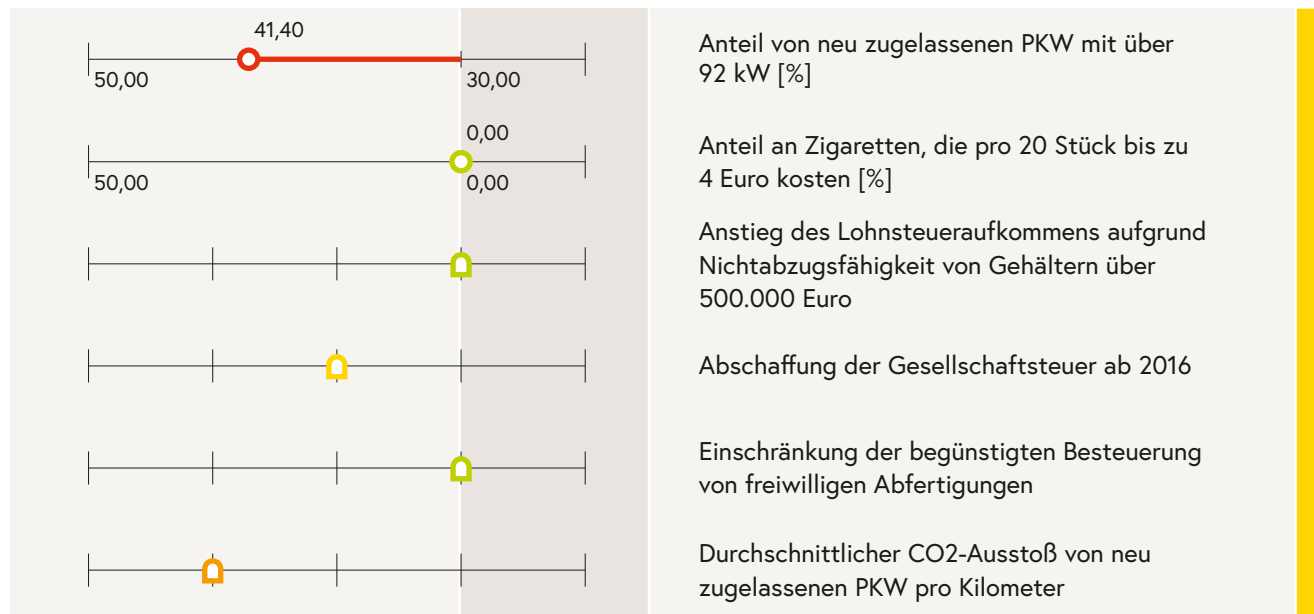 41,40
50,00
30,00
Anteil von neu zugelassenen PKW mit über
92 kW [%]
0,00
50,00
0,00
Anteil an Zigaretten, die pro 20 Stück bis zu
4 Euro kosten [%]
Anstieg des Lohnsteueraufkommens aufgrund
Nichtabzugsfähigkeit von Gehältern über
500.000 Euro
Abschaffung der Gesellschaftsteuer ab 2016
Einschränkung der begünstigten Besteuerung
von freiwilligen Abfertigungen
Durchschnittlicher CO2-Ausstoß von neu
zugelassenen PKW pro Kilometer